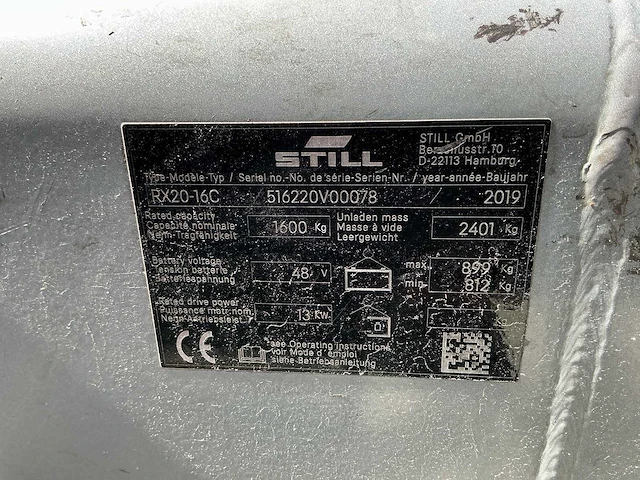 STILL
STILL GmbH
Berzeliusstr.10
D-22113 Hamburg
Type-Modèle-Typ / Serial no.-No. de série-Serien-Nr. / year-année-Baujahr
RX20-16C 516220V00078 2019
Rated capacity
Capacité nominale
Nenn-Tragfähigkeit
1600 Kg
Unladen mass
Masse à vide
Leergewicht
2401 Kg
Battery voltage
Tension batterie
Batteriespannung
48 V
max 899 Kg
min 812 Kg
Rated drive power
Puissance motr.nom.
Nenn-Antriebsleist.
13 Kw
0
CE
see Operating instructions
voir Mode d'emploi
siehe Betriebsanleitung